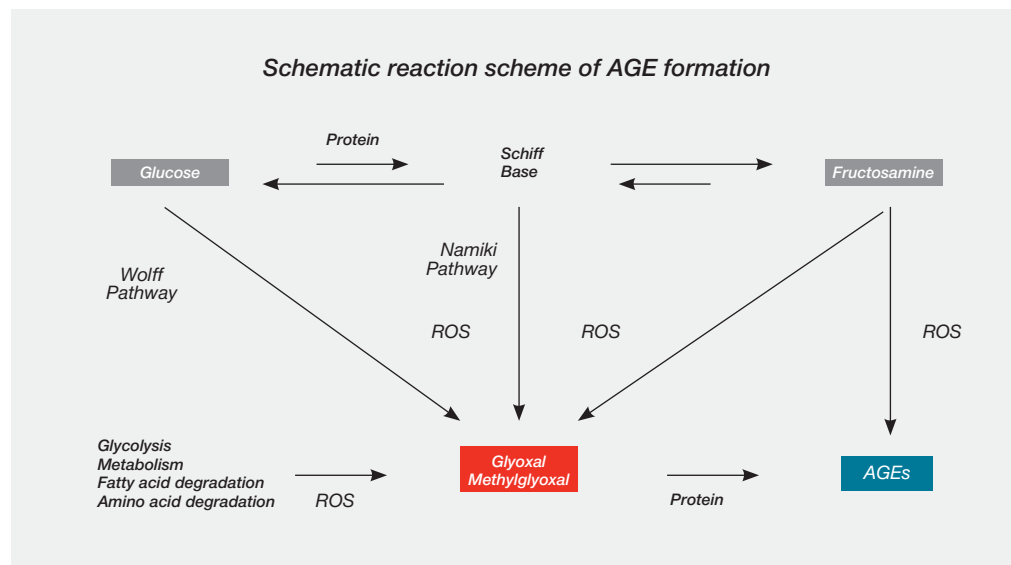 Schematic reaction scheme of AGE formation
Protein
Glucose
Schiff
Base
Fructosamine
Wolff
Pathway
Namiki
Pathway
ROS
ROS
ROS
Glycolysis
Metabolism
Fatty acid degradation
Amino acid degradation
ROS
Glyoxal
Methylglyoxal
Protein
AGEs